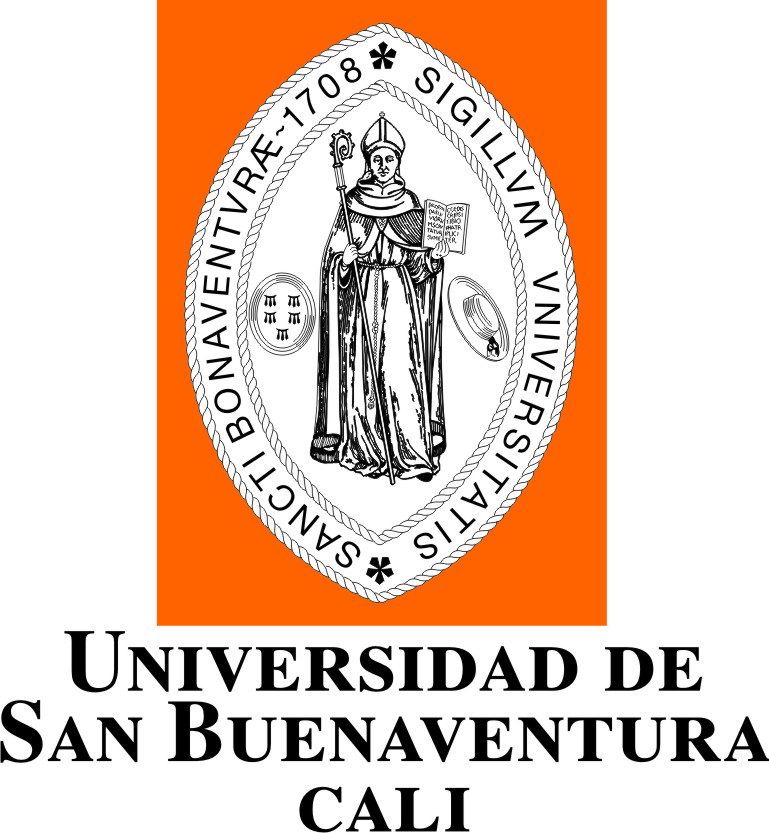 SIGILLVM VNIVERSITATIS
SANCTI BONAVENTVRÆ~1708
UNIVERSIDAD DE
SAN BUENAVENTURA
CALI